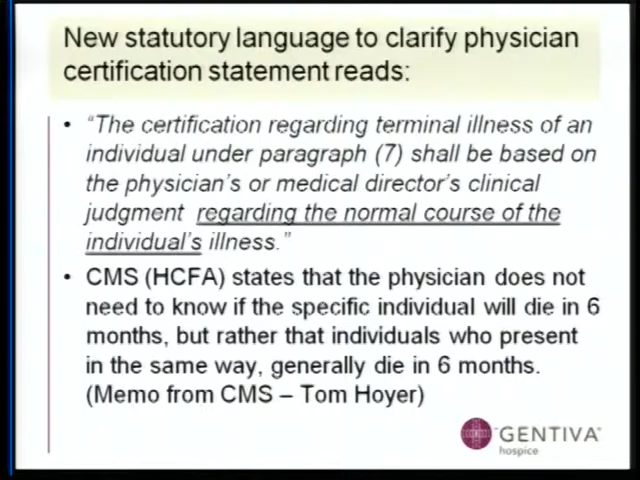 New statutory language to clarify physician
certification statement reads:
• “The certification regarding terminal illness of an
individual under paragraph (7) shall be based on
the physician’s or medical director’s clinical
judgment regarding the normal course of the
individual’s illness.”
• CMS (HCFA) states that the physician does not
need to know if the specific individual will die in 6
months, but rather that individuals who present
in the same way, generally die in 6 months.
(Memo from CMS – Tom Hoyer)
GENTIVA
hospice